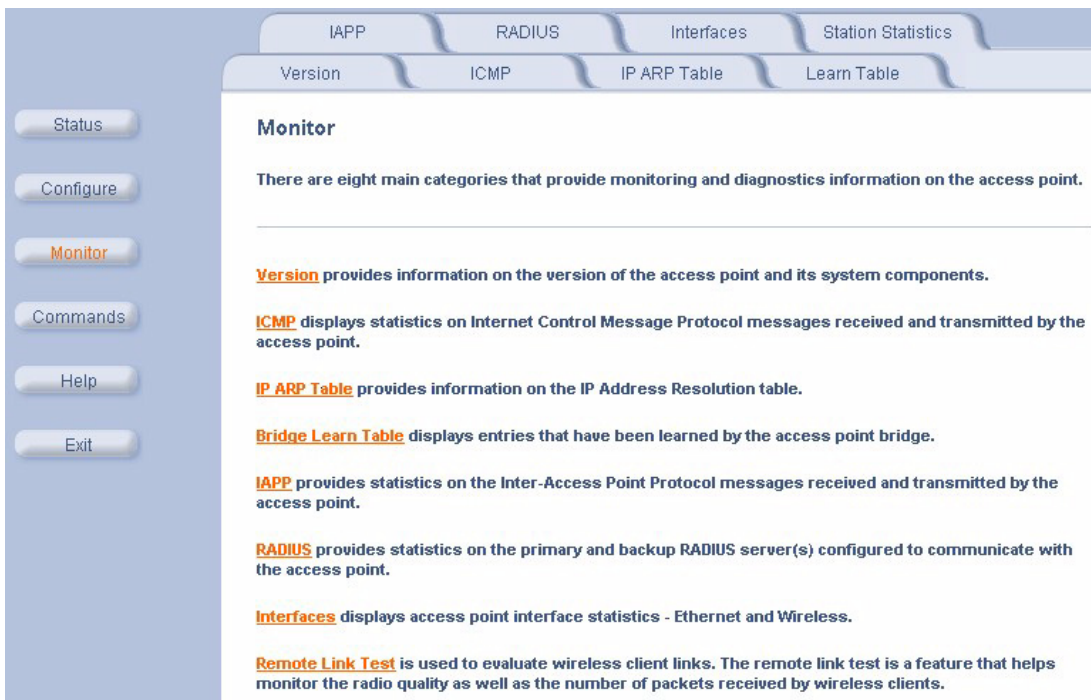 IAPP
RADIUS
Interfaces
Station Statistics
Version
ICMP
IP ARP Table
Learn Table
Status
Configure
Monitor
Commands
Help
Exit
Monitor
There are eight main categories that provide monitoring and diagnostics information on the access point.
Version provides information on the version of the access point and its system components.
ICMP displays statistics on Internet Control Message Protocol messages received and transmitted by the
access point.
IP ARP Table provides information on the IP Address Resolution table.
Bridge Learn Table displays entries that have been learned by the access point bridge.
IAPP provides statistics on the Inter-Access Point Protocol messages received and transmitted by the
access point.
RADIUS provides statistics on the primary and backup RADIUS server(s) configured to communicate with
the access point.
Interfaces displays access point interface statistics - Ethernet and Wireless.
Remote Link Test is used to evaluate wireless client links. The remote link test is a feature that helps
monitor the radio quality as well as the number of packets received by wireless clients.